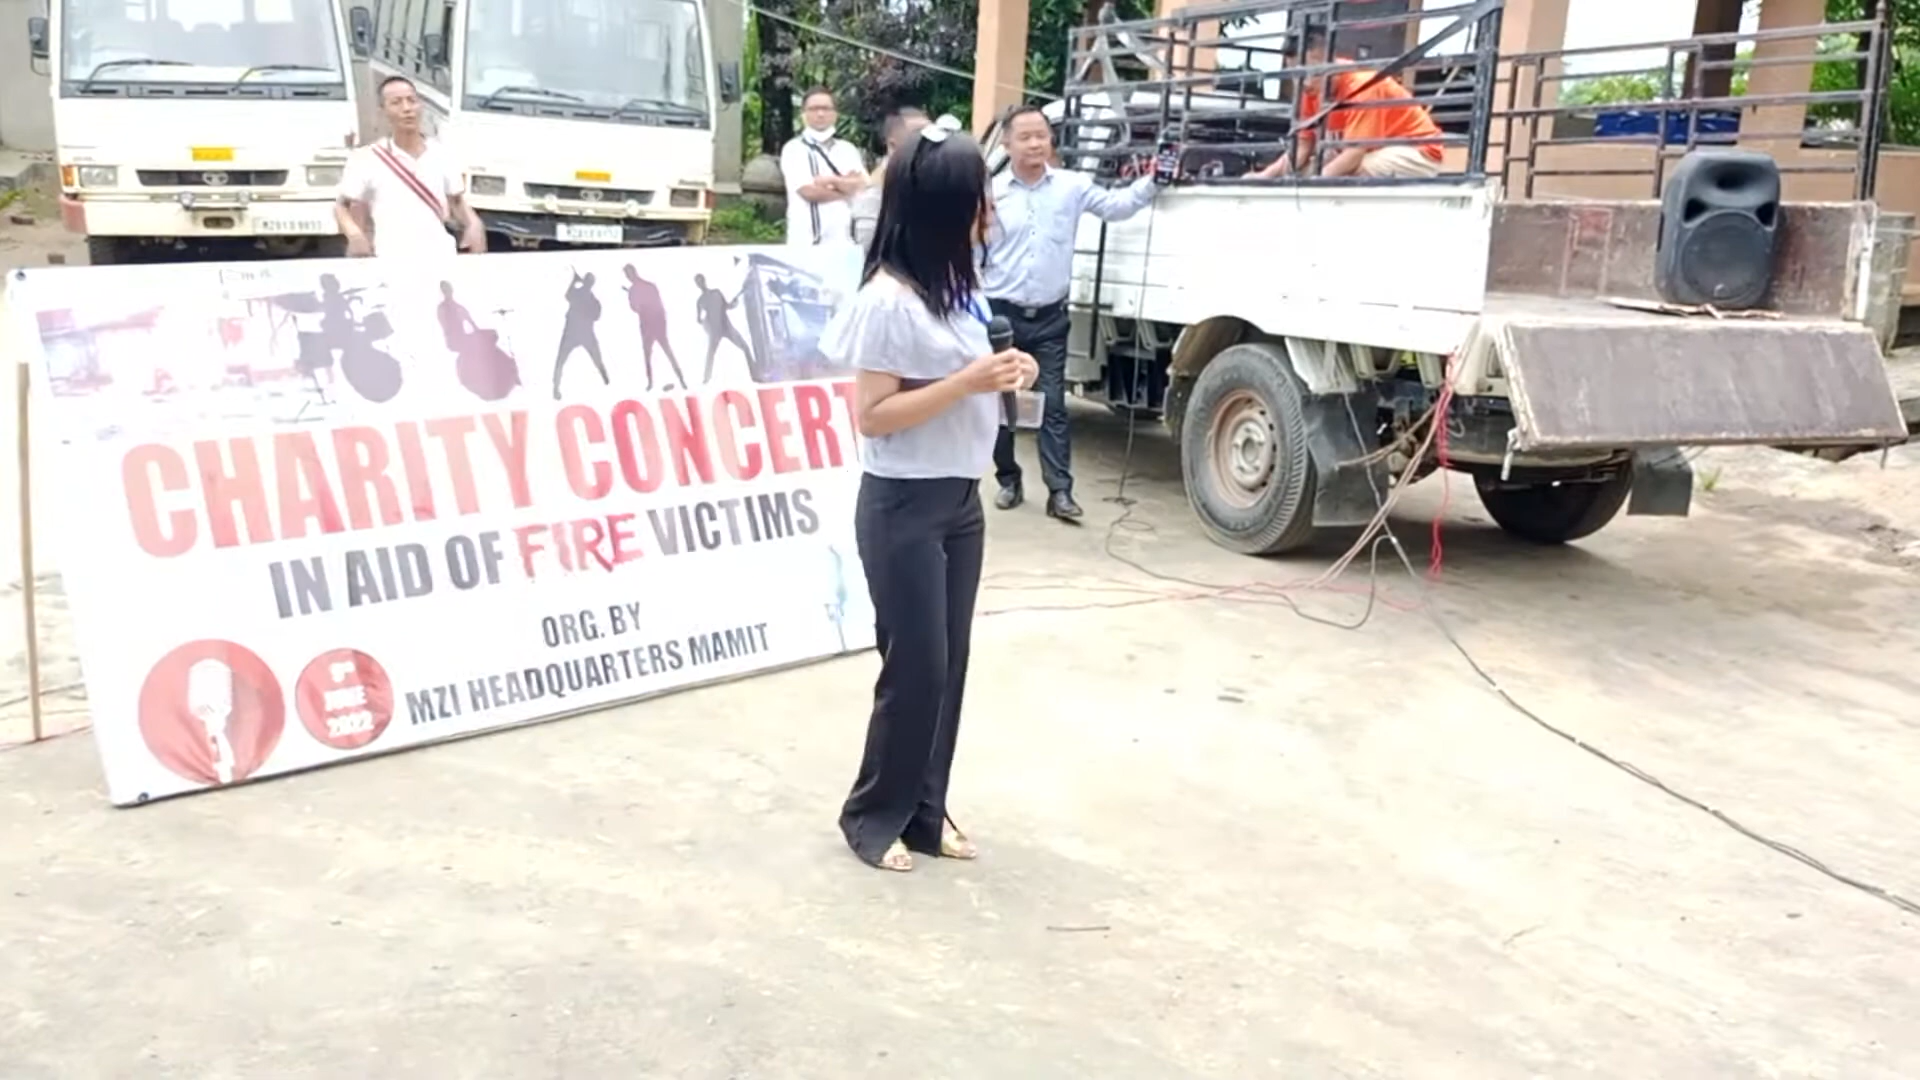 CHARITY CONCERT
IN AID OF FIRE VICTIMS
ORG. BY
MZI HEADQUARTERS MAMIT
JUNE
2022